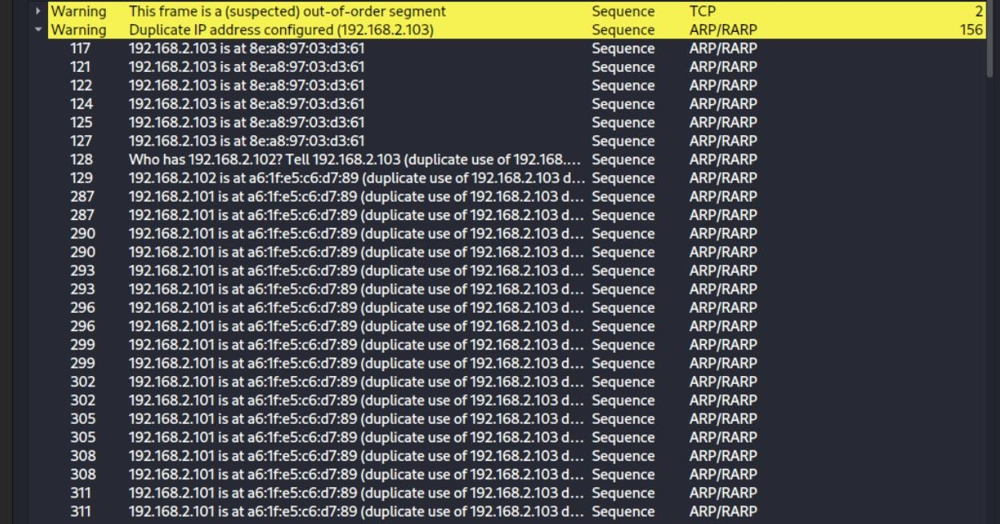 Warning This frame is a (suspected) out-of-order segment Sequence TCP 2
Warning Duplicate IP address configured (192.168.2.103) Sequence ARP/RARP 156
117 192.168.2.103 is at 8e:a8:97:03:d3:61 Sequence ARP/RARP
121 192.168.2.103 is at 8e:a8:97:03:d3:61 Sequence ARP/RARP
122 192.168.2.103 is at 8e:a8:97:03:d3:61 Sequence ARP/RARP
124 192.168.2.103 is at 8e:a8:97:03:d3:61 Sequence ARP/RARP
125 192.168.2.103 is at 8e:a8:97:03:d3:61 Sequence ARP/RARP
127 192.168.2.103 is at 8e:a8:97:03:d3:61 Sequence ARP/RARP
128 Who has 192.168.2.102? Tell 192.168.2.103 (duplicate use of 192.168.... Sequence ARP/RARP
129 192.168.2.102 is at a6:1f:e5:c6:d7:89 (duplicate use of 192.168.2.103 d... Sequence ARP/RARP
287 192.168.2.101 is at a6:1f:e5:c6:d7:89 (duplicate use of 192.168.2.103 d... Sequence ARP/RARP
287 192.168.2.101 is at a6:1f:e5:c6:d7:89 (duplicate use of 192.168.2.103 d... Sequence ARP/RARP
290 192.168.2.101 is at a6:1f:e5:c6:d7:89 (duplicate use of 192.168.2.103 d... Sequence ARP/RARP
290 192.168.2.101 is at a6:1f:e5:c6:d7:89 (duplicate use of 192.168.2.103 d... Sequence ARP/RARP
293 192.168.2.101 is at a6:1f:e5:c6:d7:89 (duplicate use of 192.168.2.103 d... Sequence ARP/RARP
293 192.168.2.101 is at a6:1f:e5:c6:d7:89 (duplicate use of 192.168.2.103 d... Sequence ARP/RARP
296 192.168.2.101 is at a6:1f:e5:c6:d7:89 (duplicate use of 192.168.2.103 d... Sequence ARP/RARP
296 192.168.2.101 is at a6:1f:e5:c6:d7:89 (duplicate use of 192.168.2.103 d... Sequence ARP/RARP
299 192.168.2.101 is at a6:1f:e5:c6:d7:89 (duplicate use of 192.168.2.103 d... Sequence ARP/RARP
299 192.168.2.101 is at a6:1f:e5:c6:d7:89 (duplicate use of 192.168.2.103 d... Sequence ARP/RARP
302 192.168.2.101 is at a6:1f:e5:c6:d7:89 (duplicate use of 192.168.2.103 d... Sequence ARP/RARP
302 192.168.2.101 is at a6:1f:e5:c6:d7:89 (duplicate use of 192.168.2.103 d... Sequence ARP/RARP
305 192.168.2.101 is at a6:1f:e5:c6:d7:89 (duplicate use of 192.168.2.103 d... Sequence ARP/RARP
305 192.168.2.101 is at a6:1f:e5:c6:d7:89 (duplicate use of 192.168.2.103 d... Sequence ARP/RARP
308 192.168.2.101 is at a6:1f:e5:c6:d7:89 (duplicate use of 192.168.2.103 d... Sequence ARP/RARP
308 192.168.2.101 is at a6:1f:e5:c6:d7:89 (duplicate use of 192.168.2.103 d... Sequence ARP/RARP
311 192.168.2.101 is at a6:1f:e5:c6:d7:89 (duplicate use of 192.168.2.103 d... Sequence ARP/RARP
311 192.168.2.101 is at a6:1f:e5:c6:d7:89 (duplicate use of 192.168.2.103 d... Sequence ARP/RARP